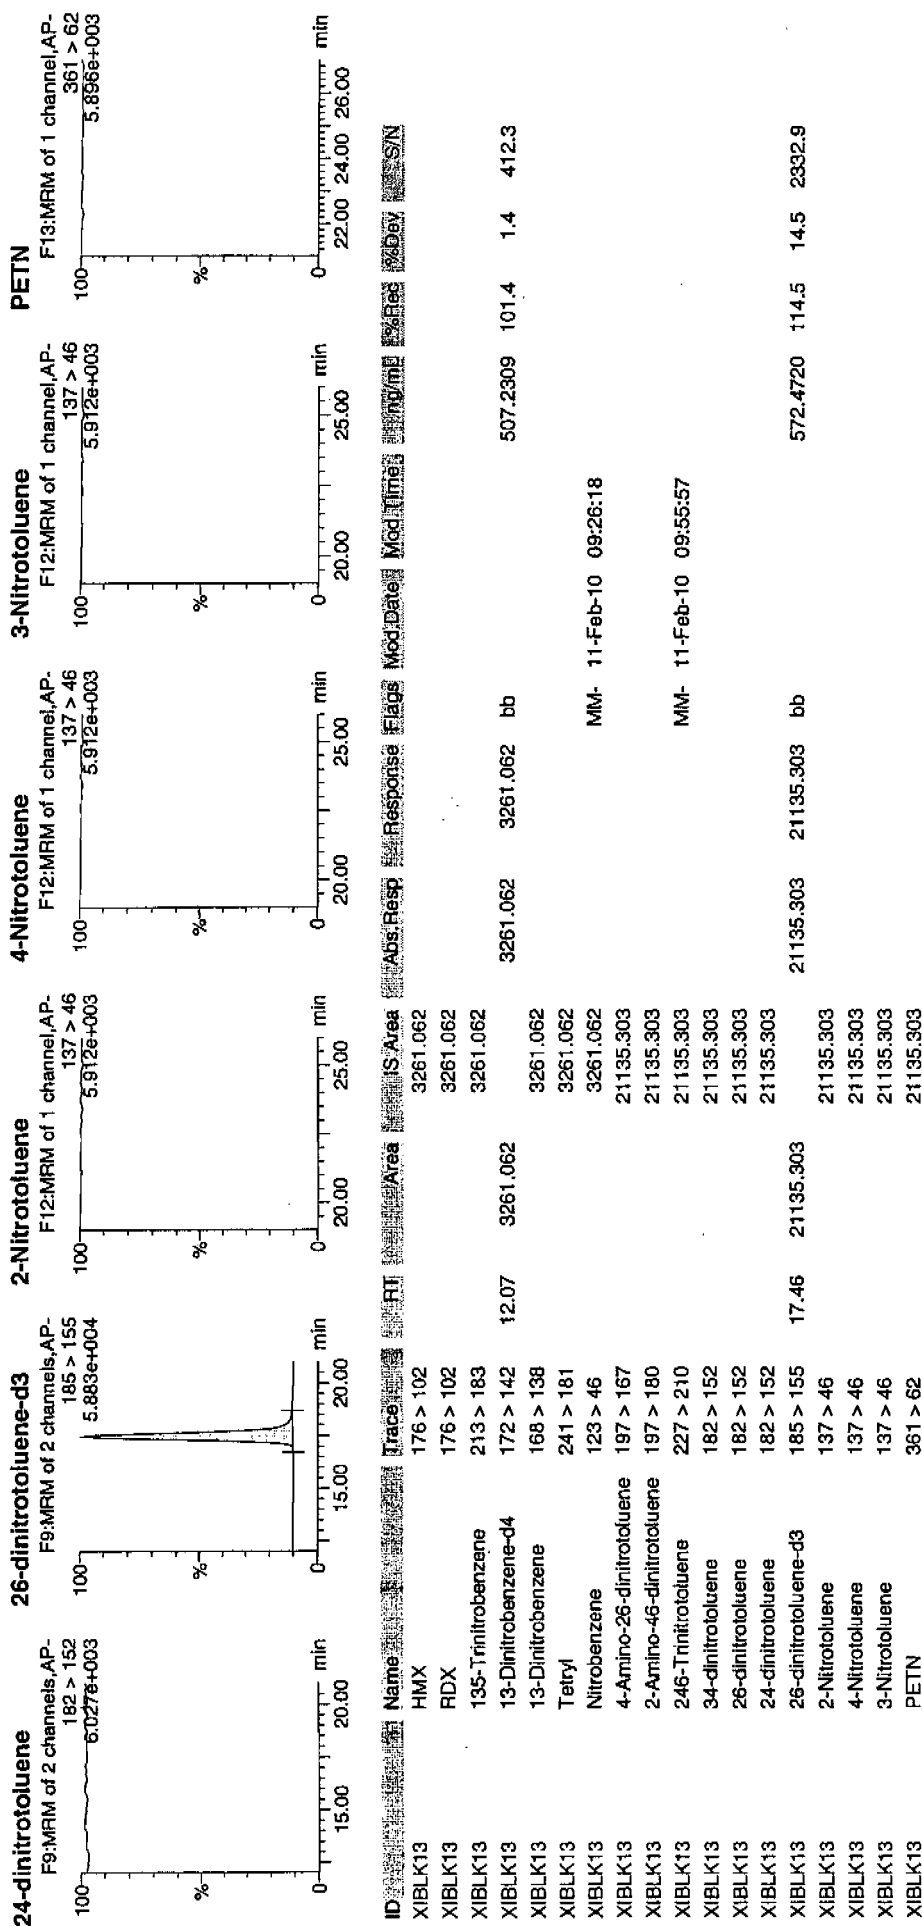 24-dinitrotoluene
F9:MRM of 2 channels,AP-
182 > 152
6.027e+003
100
%
0
15.00 20.00 min
26-dinitrotoluene-d3
F9:MRM of 2 channels,AP-
185 > 155
5.883e+004
100
%
0
15.00 20.00 min
2-Nitrotoluene
F12:MRM of 1 channel,AP-
137 > 46
5.912e+003
100
%
0
20.00 25.00 min
4-Nitrotoluene
F12:MRM of 1 channel,AP-
137 > 46
5.912e+003
100
%
0
20.00 25.00 min
3-Nitrotoluene
F12:MRM of 1 channel,AP-
137 > 46
5.912e+003
100
%
0
20.00 25.00 min
PETN
F13:MRM of 1 channel,AP-
361 > 62
5.896e+003
100
%
0
22.00 24.00 26.00 min
ID Name Trace RT Area IS Area Abs.Resp Response Flags Mod.Date Mod.Time ng/mL %Rec %Dev S/N
XIBLK13 HMX 176 > 102 3261.062
XIBLK13 RDX 176 > 102 3261.062
XIBLK13 135-Trinitrobenzene 213 > 183 3261.062
XIBLK13 13-Dinitrobenzene-d4 172 > 142 12.07 3261.062 3261.062 3261.062 bb 507.2309 101.4 1.4 412.3
XIBLK13 13-Dinitrobenzene 168 > 138 3261.062
XIBLK13 Tetryl 241 > 181 3261.062
XIBLK13 Nitrobenzene 123 > 46 3261.062 MM- 11-Feb-10 09:26:18
XIBLK13 4-Amino-26-dinitrotoluene 197 > 167 21135.303
XIBLK13 2-Amino-46-dinitrotoluene 197 > 180 21135.303
XIBLK13 246-Trinitrotoluene 227 > 210 21135.303 MM- 11-Feb-10 09:55:57
XIBLK13 34-dinitrotoluene 182 > 152 21135.303
XIBLK13 26-dinitrotoluene 182 > 152 21135.303
XIBLK13 24-dinitrotoluene 182 > 152 21135.303
XIBLK13 26-dinitrotoluene-d3 185 > 155 17.46 21135.303 21135.303 21135.303 bb 572.4720 114.5 14.5 2332.9
XIBLK13 2-Nitrotoluene 137 > 46 21135.303
XIBLK13 4-Nitrotoluene 137 > 46 21135.303
XIBLK13 3-Nitrotoluene 137 > 46 21135.303
XIBLK13 PETN 361 > 62 21135.303